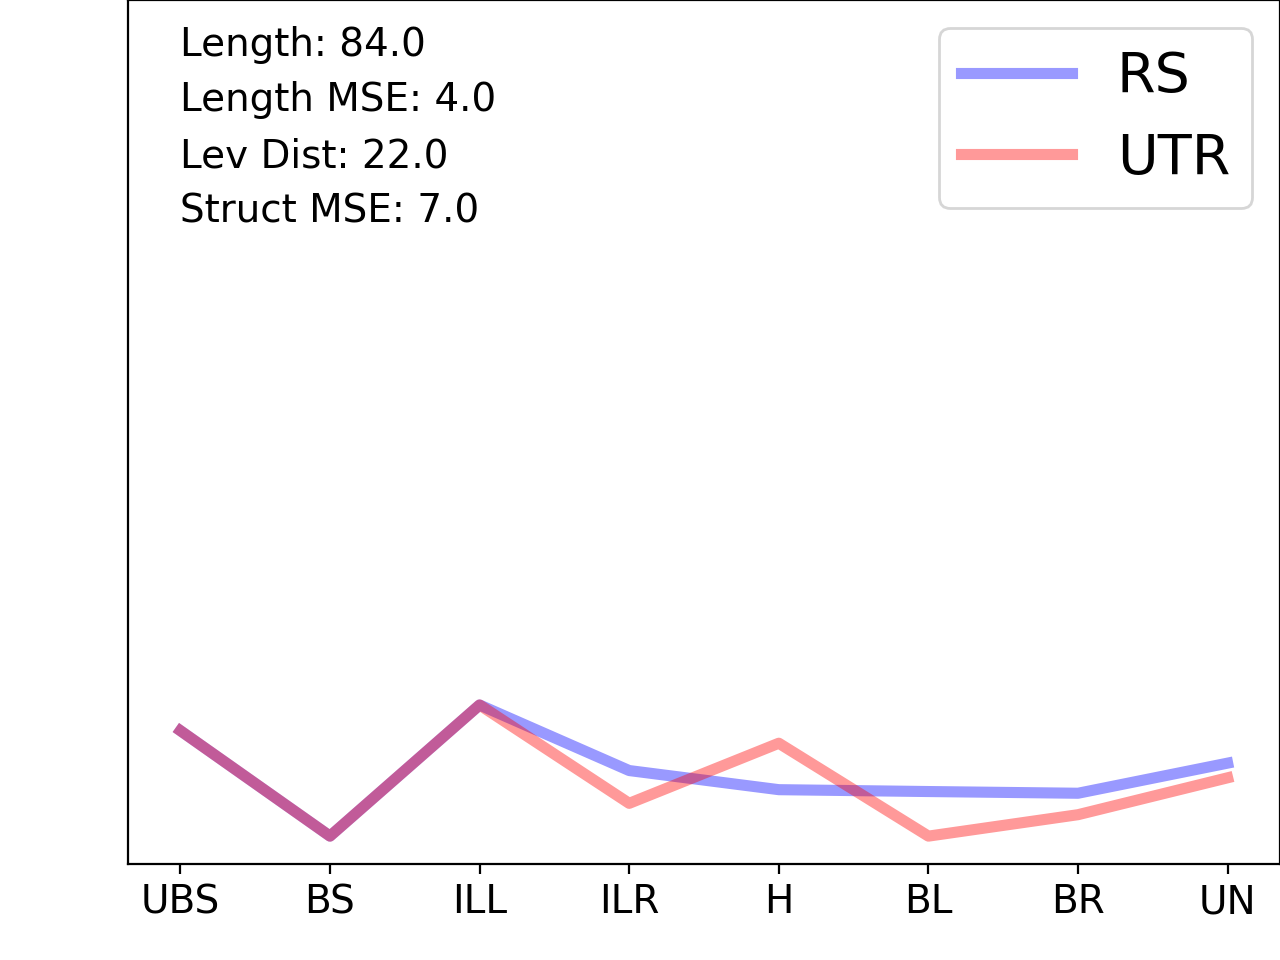 Length: 84.0
Length MSE: 4.0
Lev Dist: 22.0
Struct MSE: 7.0
RS
UTR
UBS BS ILL ILR H BL BR UN